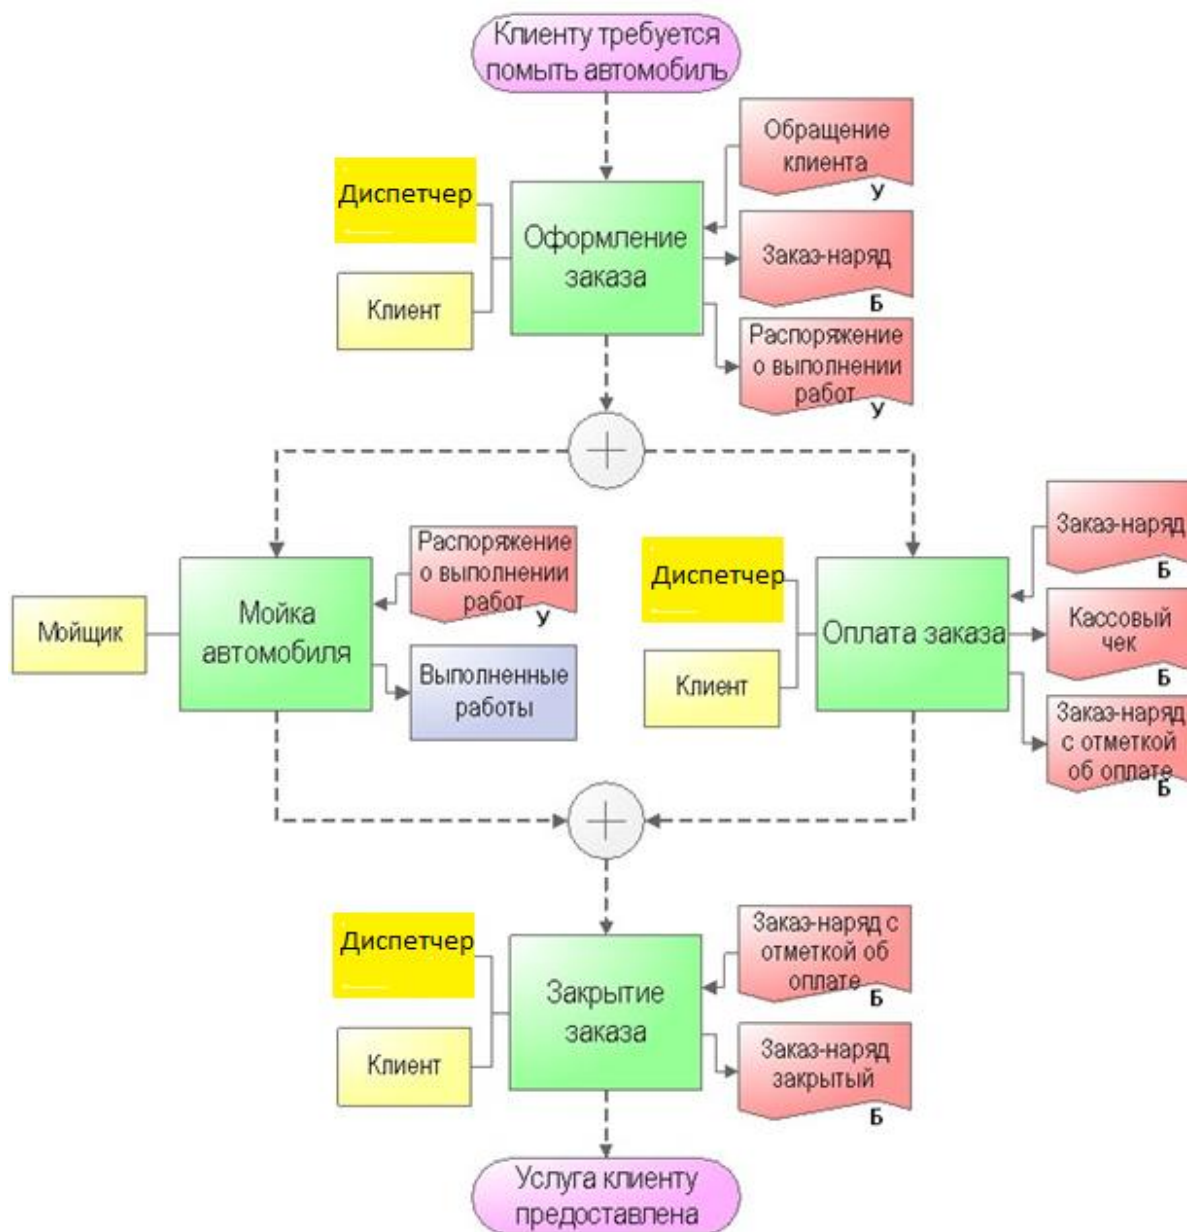 Клиенту требуется
помыть автомобиль
Обращение
клиента
У
Диспетчер
Оформление
заказа
Заказ-наряд
Б
Клиент
Распоряжение
о выполнении
работ
У
Распоряжение
о выполнении
работ
У
Заказ-наряд
Б
Диспетчер
Мойщик
Мойка
автомобиля
Оплата заказа
Кассовый
чек
Б
Выполненные
работы
Клиент
Заказ-наряд
с отметкой
об оплате
Б
Диспетчер
Заказ-наряд с
отметкой об
оплате
Б
Закрытие
заказа
Клиент
Заказ-наряд
закрытый
Б
Услуга клиенту
предоставлена